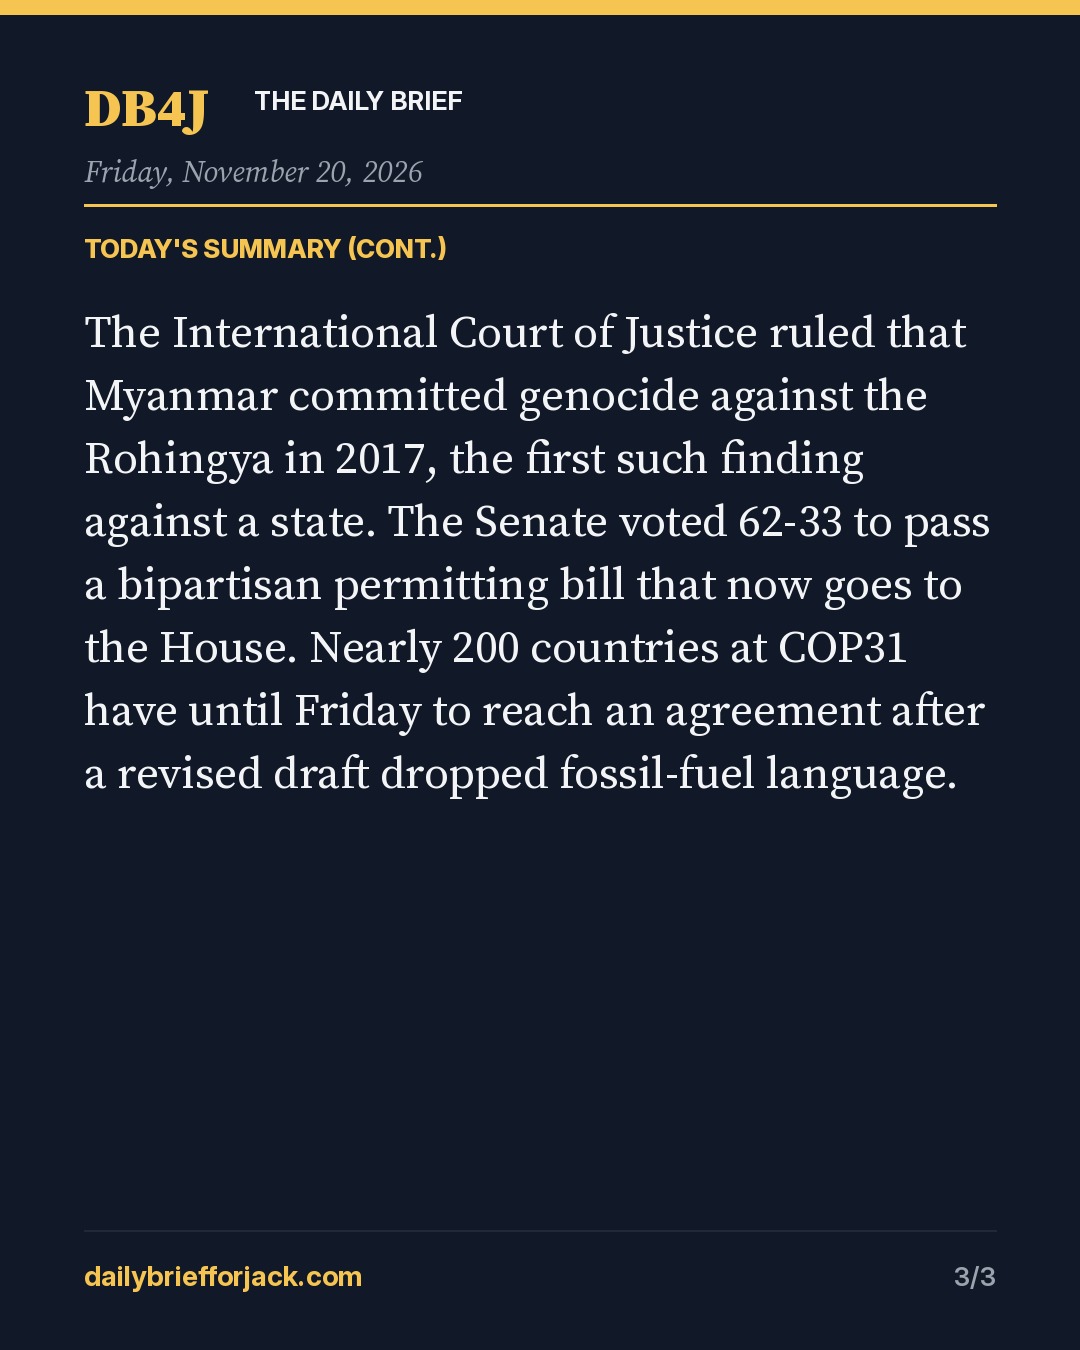 DB4J THE DAILY BRIEF
Friday, November 20, 2026
TODAY'S SUMMARY (CONT.)
The International Court of Justice ruled that
Myanmar committed genocide against the
Rohingya in 2017, the first such finding
against a state. The Senate voted 62-33 to pass
a bipartisan permitting bill that now goes to
the House. Nearly 200 countries at COP31
have until Friday to reach an agreement after
a revised draft dropped fossil-fuel language.
dailybriefforjack.com 3/3